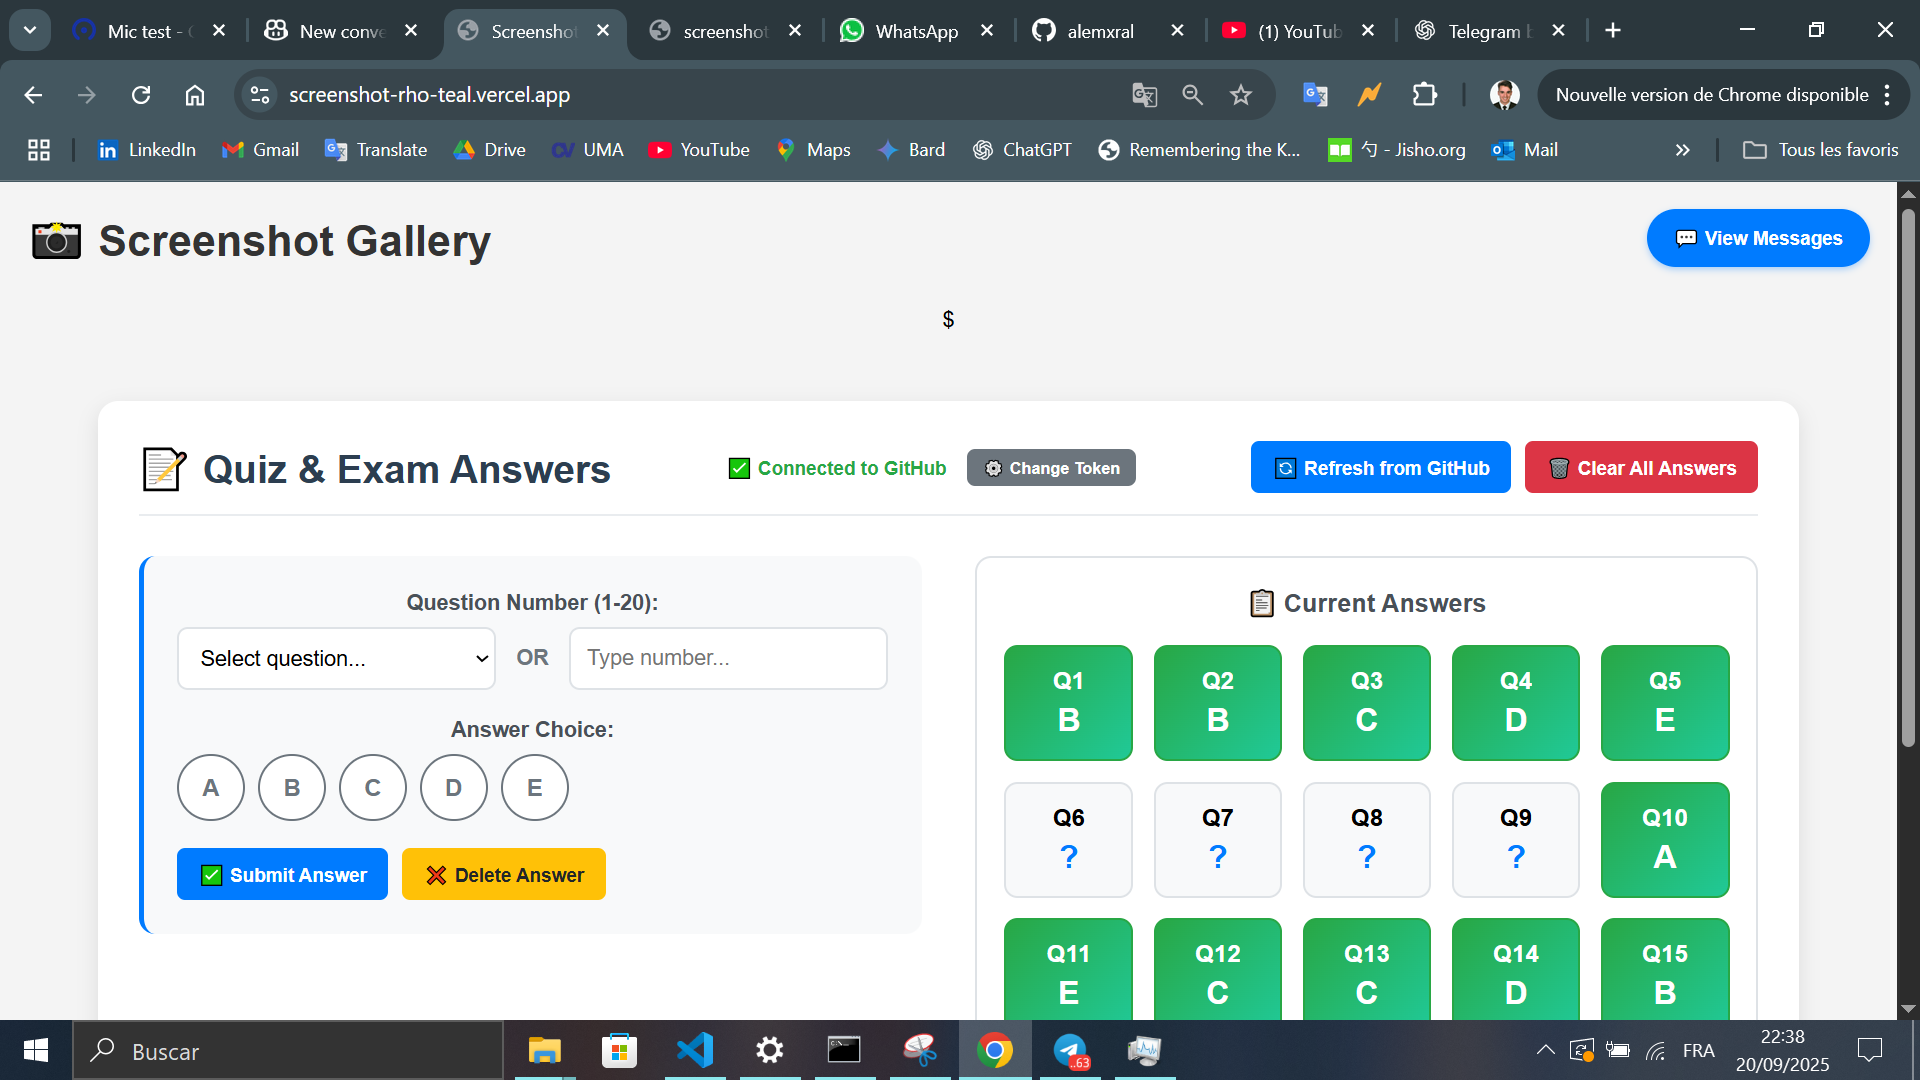 Mic test -
New conve
Screenshot
screenshot
WhatsApp
alemxral
(1) YouTub
Telegram b
screenshot-rho-teal.vercel.app
Nouvelle version de Chrome disponible
LinkedIn
Gmail
Translate
Drive
UMA
YouTube
Maps
Bard
ChatGPT
Remembering the K...
勺 - Jisho.org
Mail
Tous les favoris
Screenshot Gallery
View Messages
$
Quiz & Exam Answers
Connected to GitHub
Change Token
Refresh from GitHub
Clear All Answers
Question Number (1-20):
Select question...
OR
Type number...
Answer Choice:
A B C D E
Submit Answer
Delete Answer
Current Answers
Q1 Q2 Q3 Q4 Q5
B B C D E
Q6 Q7 Q8 Q9 Q10
? ? ? ? A
Q11 Q12 Q13 Q14 Q15
E C C D B
Buscar
..63
FRA
22:38
20/09/2025